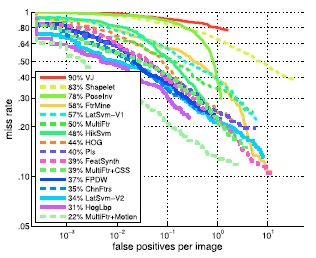 miss rate
1
.80
.64
.50
.40
.30
.20
.10
.05
90% VJ
83% Shapelet
78% PoseInv
58% FtrMine
57% LatSvm-V1
50% MultiFtr
48% HikSvm
44% HOG
40% Pls
39% FeatSynth
39% MultiFtr+CSS
37% FPDW
35% ChnFtrs
34% LatSvm-V2
31% HogLbp
22% MultiFtr+Motion
10⁻³ 10⁻² 10⁻¹ 10⁰ 10¹
false positives per image